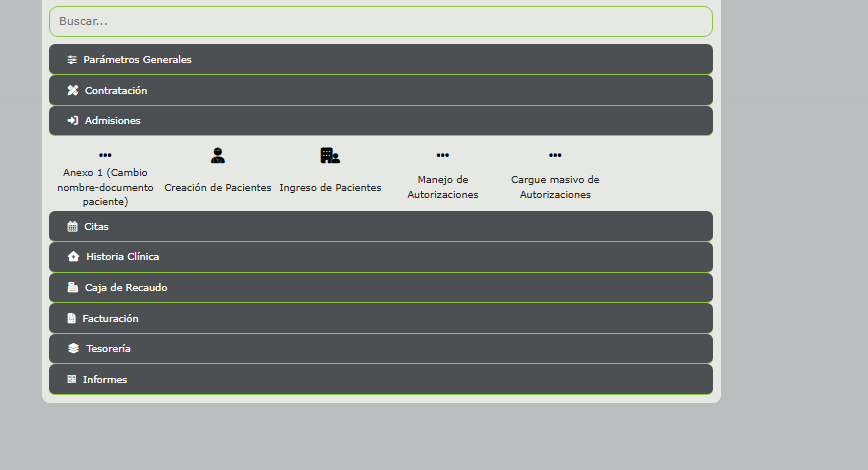 Buscar...
Parámetros Generales
Contratación
Admisiones
Anexo 1 (Cambio
nombre-documento
paciente)
Creación de Pacientes
Ingreso de Pacientes
Manejo de
Autorizaciones
Cargue masivo de
Autorizaciones
Citas
Historia Clínica
Caja de Recaudo
Facturación
Tesorería
Informes